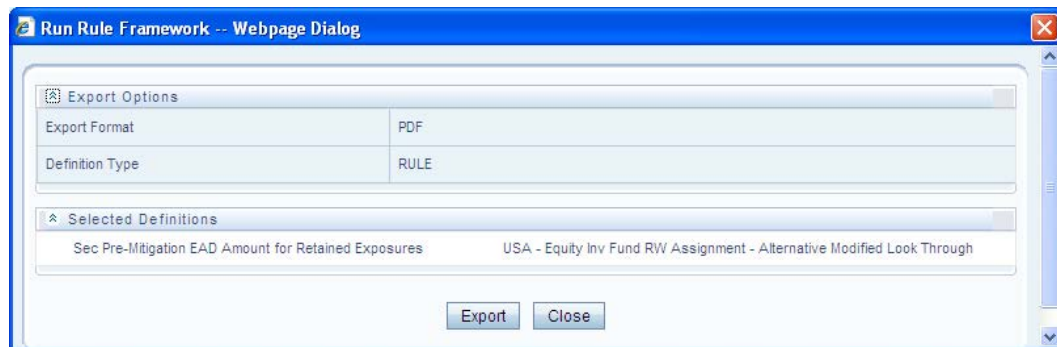 Run Rule Framework -- Webpage Dialog
Export Options
Export Format PDF
Definition Type RULE
Selected Definitions
Sec Pre-Mitigation EAD Amount for Retained Exposures USA - Equity Inv Fund RW Assignment - Alternative Modified Look Through
Export Close